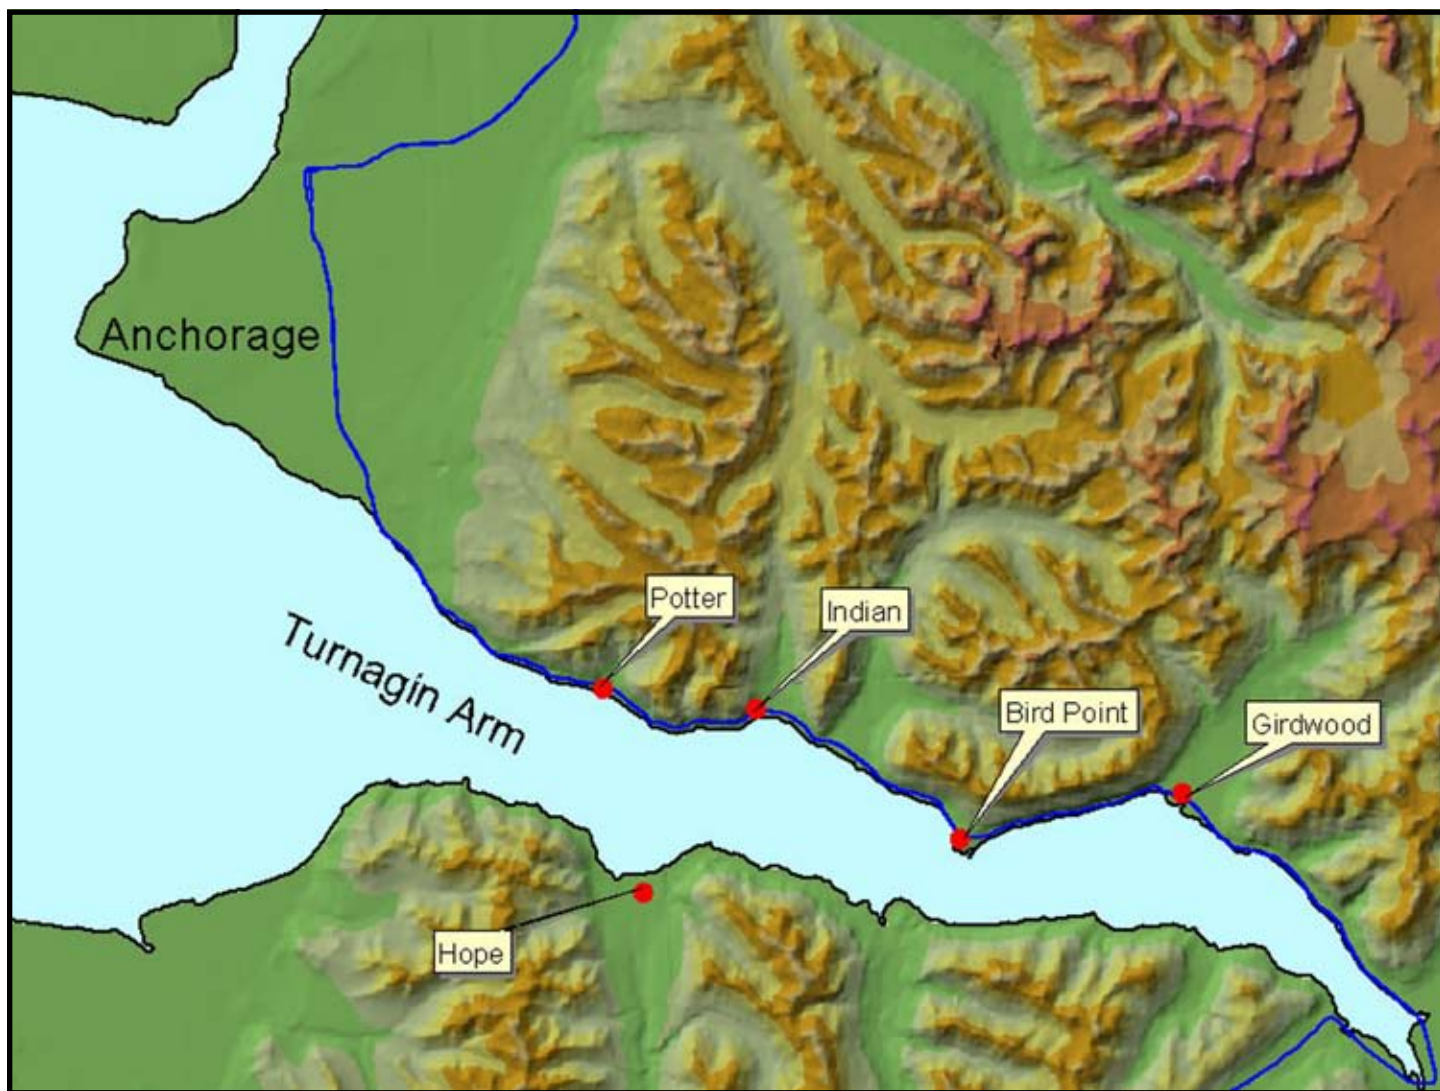 Anchorage
Potter
Indian
Turnagin Arm
Bird Point
Girdwood
Hope